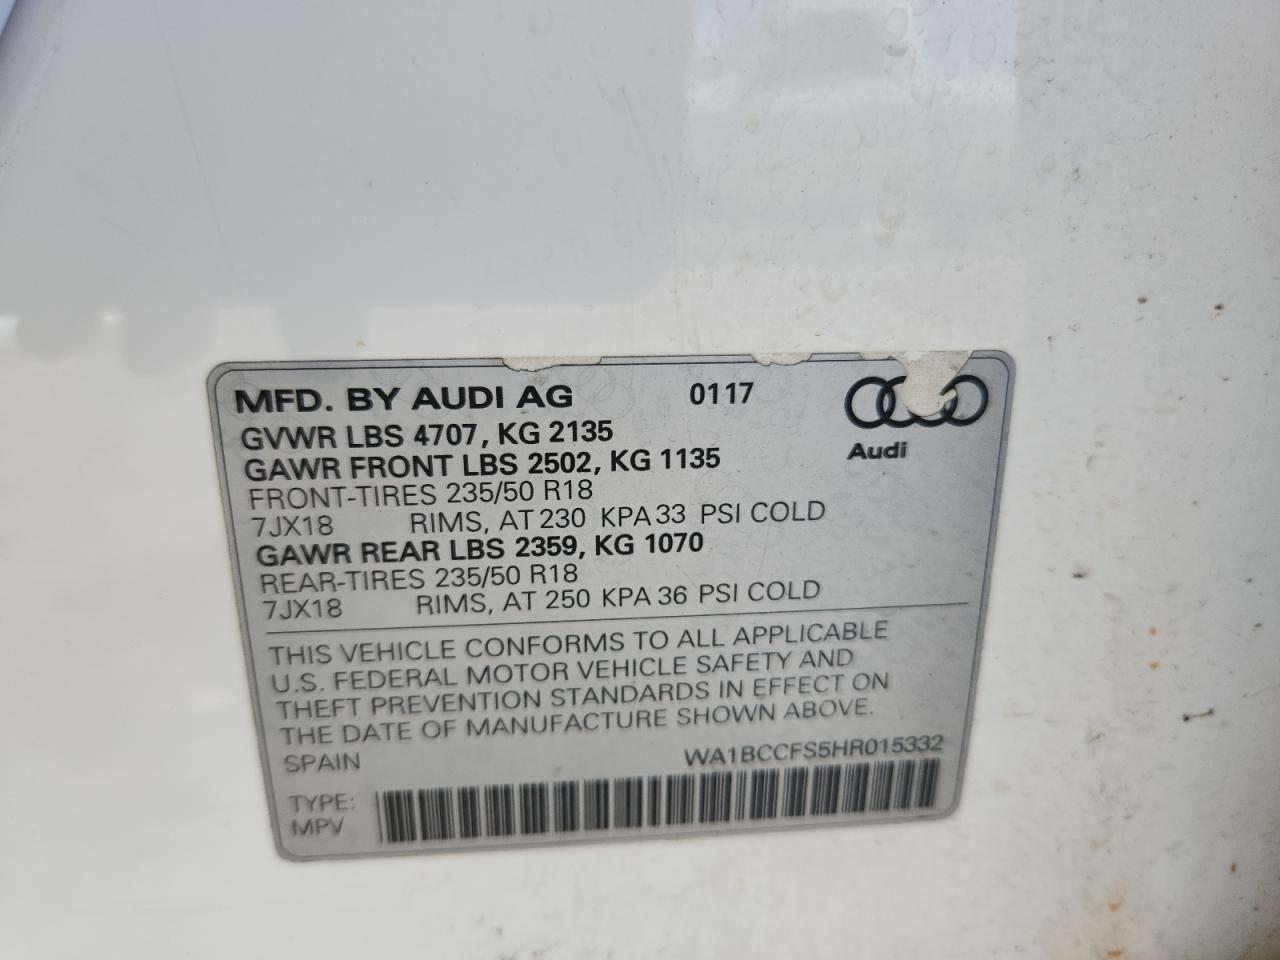 MFD. BY AUDI AG 0117
GVWR LBS 4707, KG 2135
GAWR FRONT LBS 2502, KG 1135
Audi
FRONT-TIRES 235/50 R18
7JX18 RIMS, AT 230 KPA 33 PSI COLD
GAWR REAR LBS 2359, KG 1070
REAR-TIRES 235/50 R18
7JX18 RIMS, AT 250 KPA 36 PSI COLD
THIS VEHICLE CONFORMS TO ALL APPLICABLE
U.S. FEDERAL MOTOR VEHICLE SAFETY AND
THEFT PREVENTION STANDARDS IN EFFECT ON
THE DATE OF MANUFACTURE SHOWN ABOVE.
SPAIN WA1BCCFS5HR015332
TYPE:
MPV